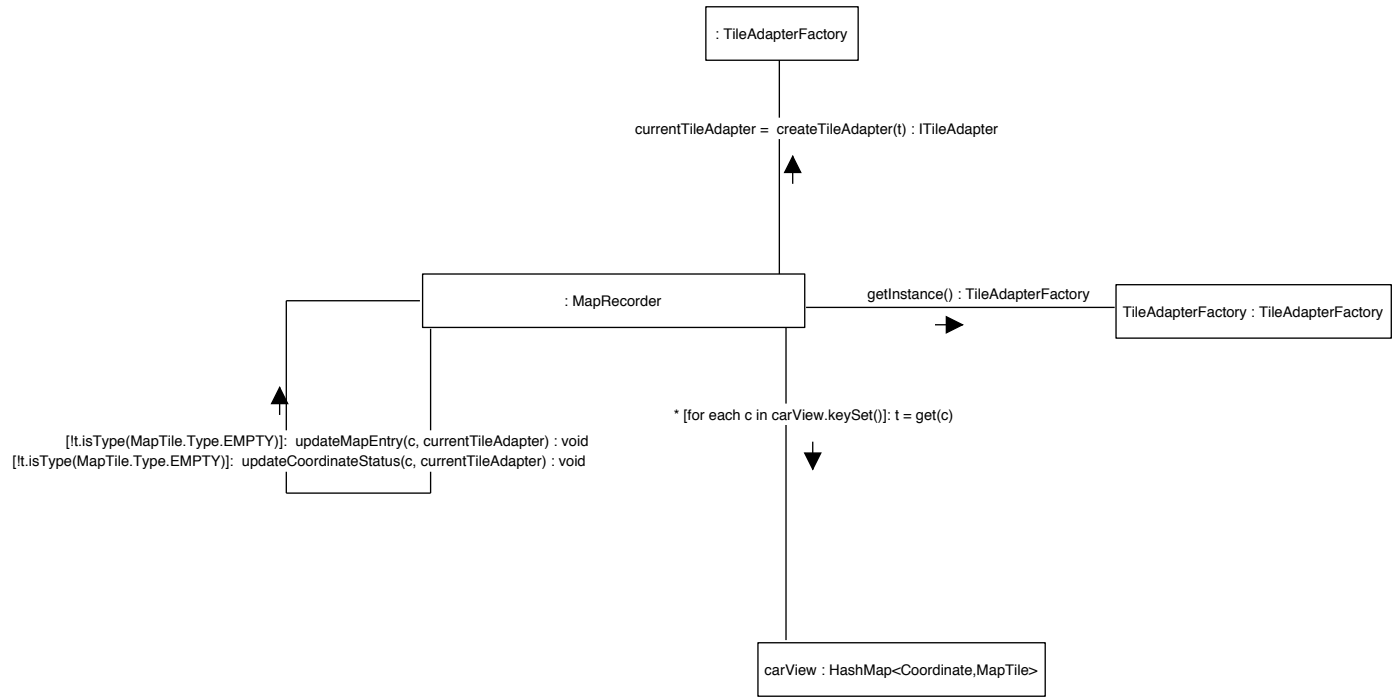 : TileAdapterFactory
currentTileAdapter =  createTileAdapter(t) : ITileAdapter
: MapRecorder
getInstance() : TileAdapterFactory
TileAdapterFactory : TileAdapterFactory
* [for each c in carView.keySet()]: t = get(c)
[!t.isType(MapTile.Type.EMPTY)]:  updateMapEntry(c, currentTileAdapter) : void
[!t.isType(MapTile.Type.EMPTY)]:  updateCoordinateStatus(c, currentTileAdapter) : void
carView : HashMap<Coordinate,MapTile>